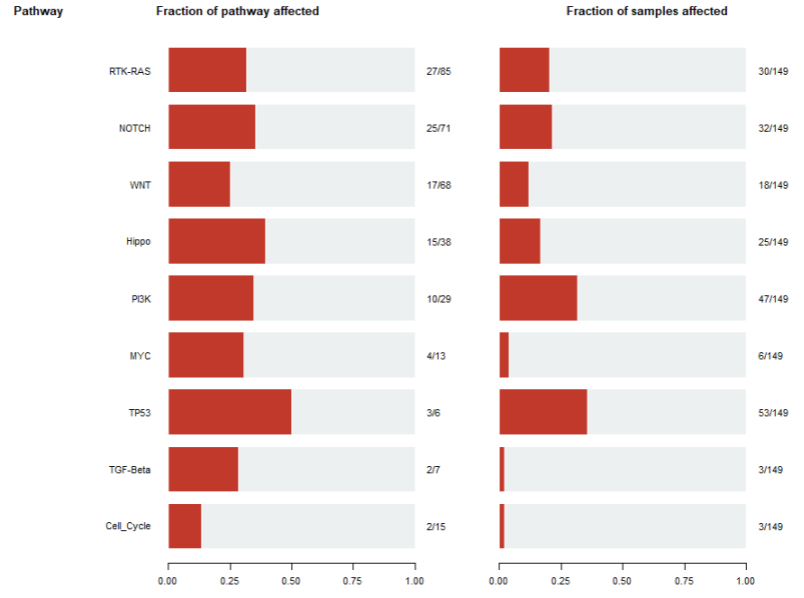 Pathway Fraction of pathway affected Fraction of samples affected
RTK-RAS 27/85 30/149
NOTCH 25/71 32/149
WNT 17/68 18/149
Hippo 15/38 25/149
PI3K 10/29 47/149
MYC 4/13 6/149
TP53 3/6 53/149
TGF-Beta 2/7 3/149
Cell_Cycle 2/15 3/149
0.00 0.25 0.50 0.75 1.00 0.00 0.25 0.50 0.75 1.00